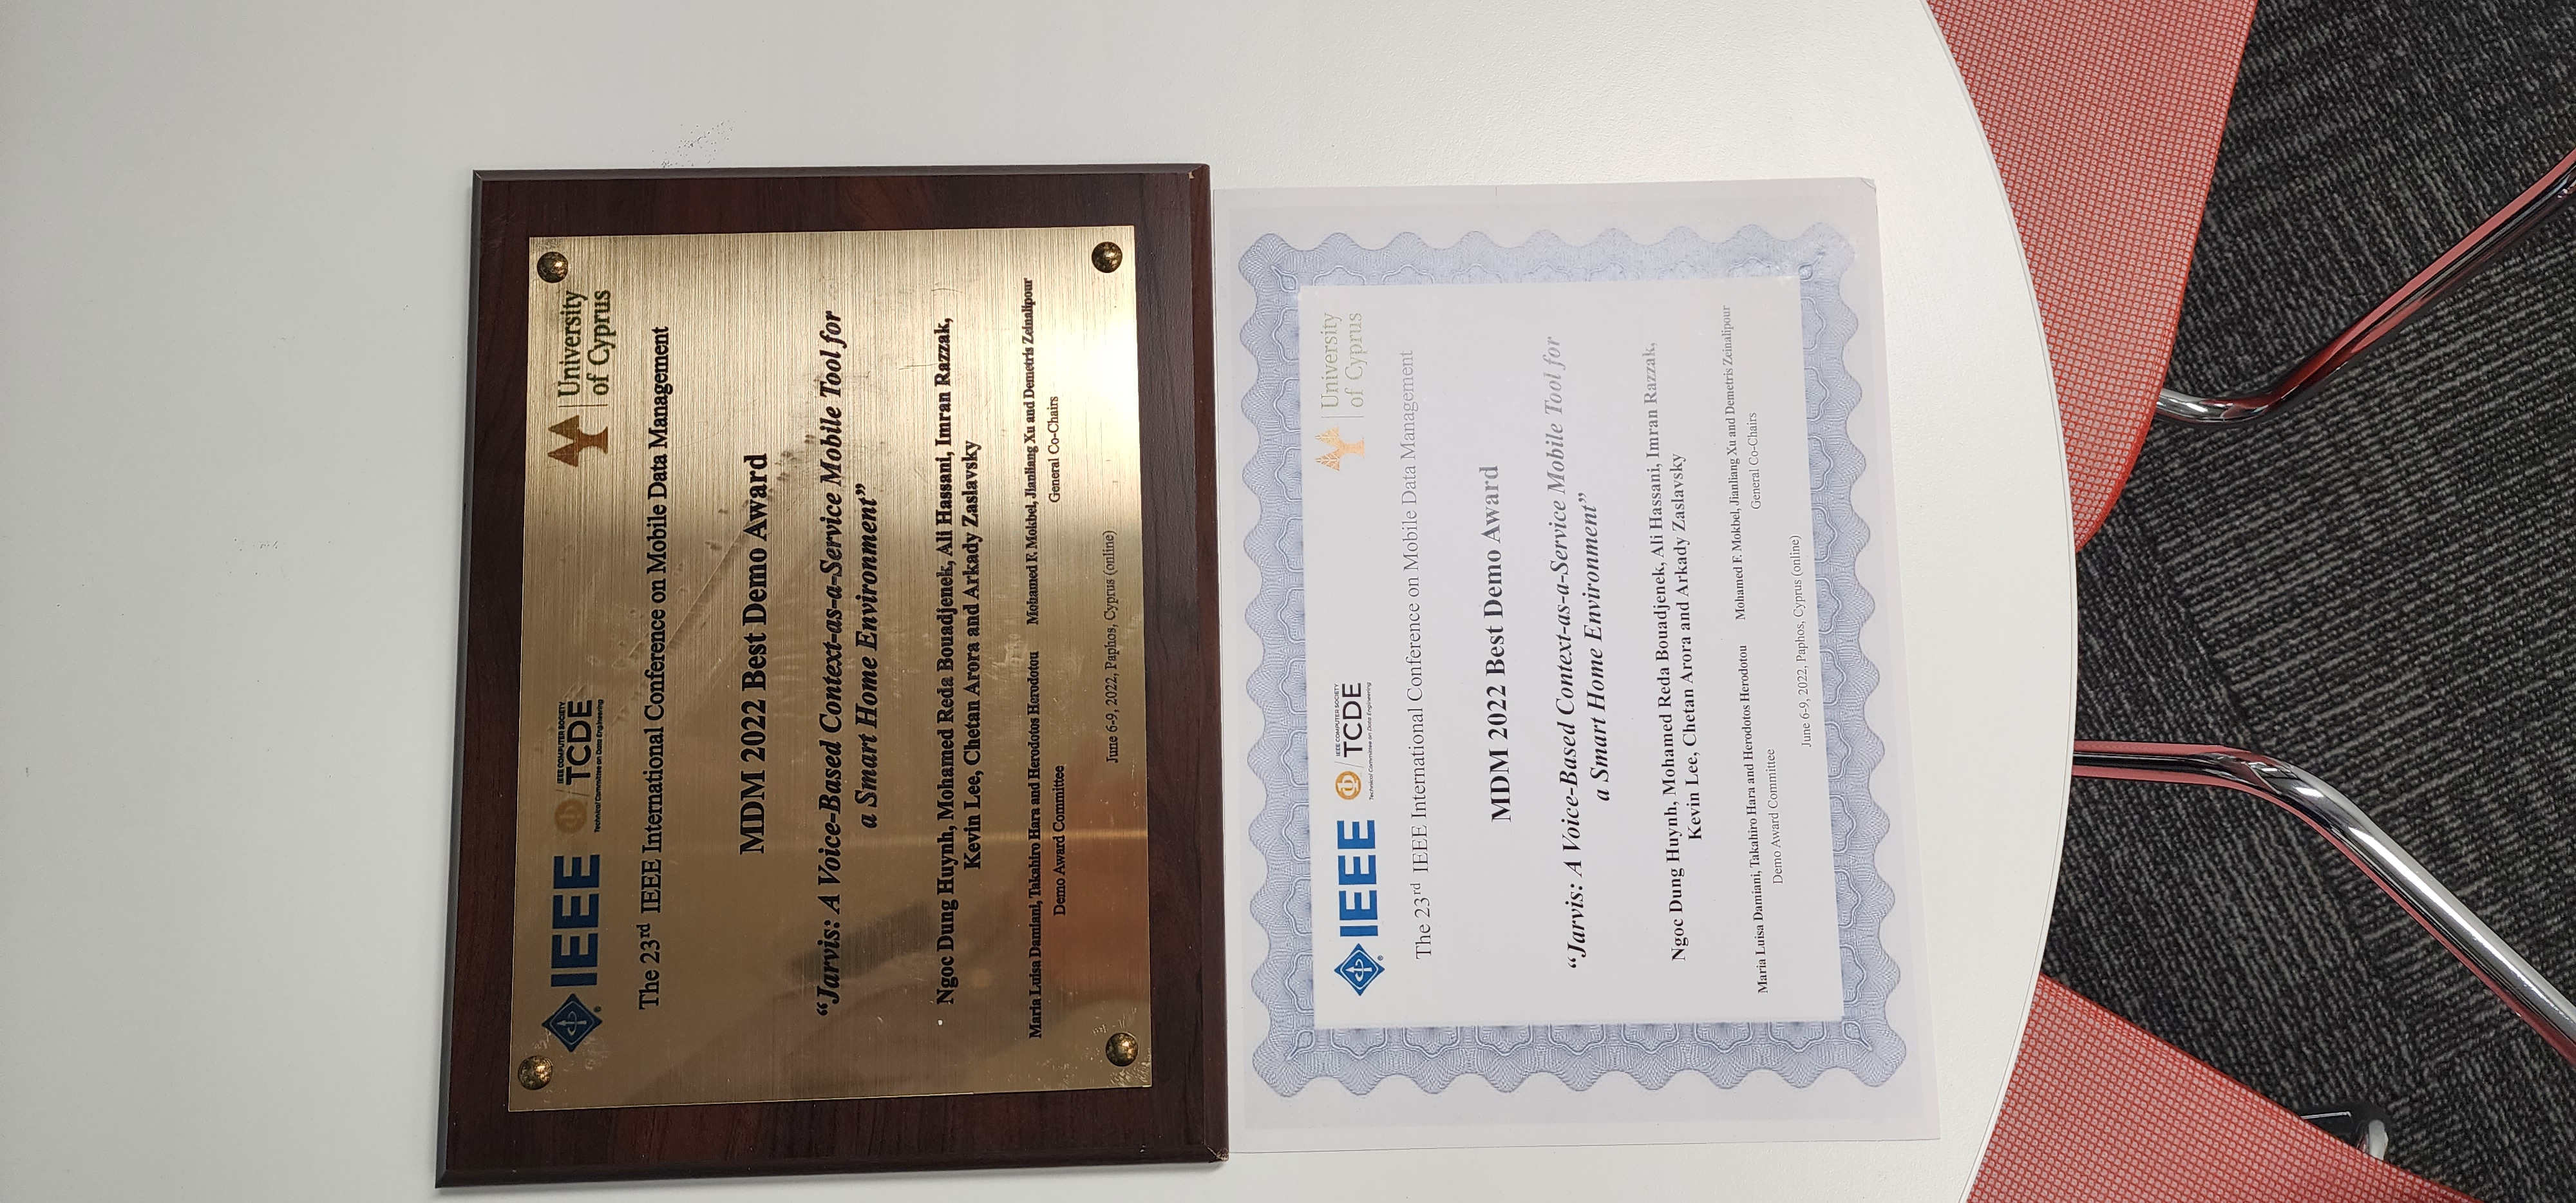 IEEE
IEEE COMPUTER SOCIETY
TCDE
Technical Committee on Data Engineering
University
of Cyprus
The 23rd IEEE International Conference on Mobile Data Management
MDM 2022 Best Demo Award
“Jarvis: A Voice-Based Context-as-a-Service Mobile Tool for
a Smart Home Environment”
Ngoc Dung Huynh, Mohamed Reda Bouadjenek, Ali Hassani, Imran Razzak,
Kevin Lee, Chetan Arora and Arkady Zaslavsky
Maria Luisa Damiani, Takahiro Hara and Herodotos Herodotou
Demo Award Committee
Mohamed F. Mokbel, Jianliang Xu and Demetris Zeinalipour
General Co-Chairs
June 6-9, 2022, Paphos, Cyprus (online)
IEEE
IEEE COMPUTER SOCIETY
TCDE
Technical Committee on Data Engineering
University
of Cyprus
The 23rd IEEE International Conference on Mobile Data Management
MDM 2022 Best Demo Award
“Jarvis: A Voice-Based Context-as-a-Service Mobile Tool for
a Smart Home Environment”
Ngoc Dung Huynh, Mohamed Reda Bouadjenek, Ali Hassani, Imran Razzak,
Kevin Lee, Chetan Arora and Arkady Zaslavsky
Maria Luisa Damiani, Takahiro Hara and Herodotos Herodotou
Demo Award Committee
Mohamed F. Mokbel, Jianliang Xu and Demetris Zeinalipour
General Co-Chairs
June 6-9, 2022, Paphos, Cyprus (online)